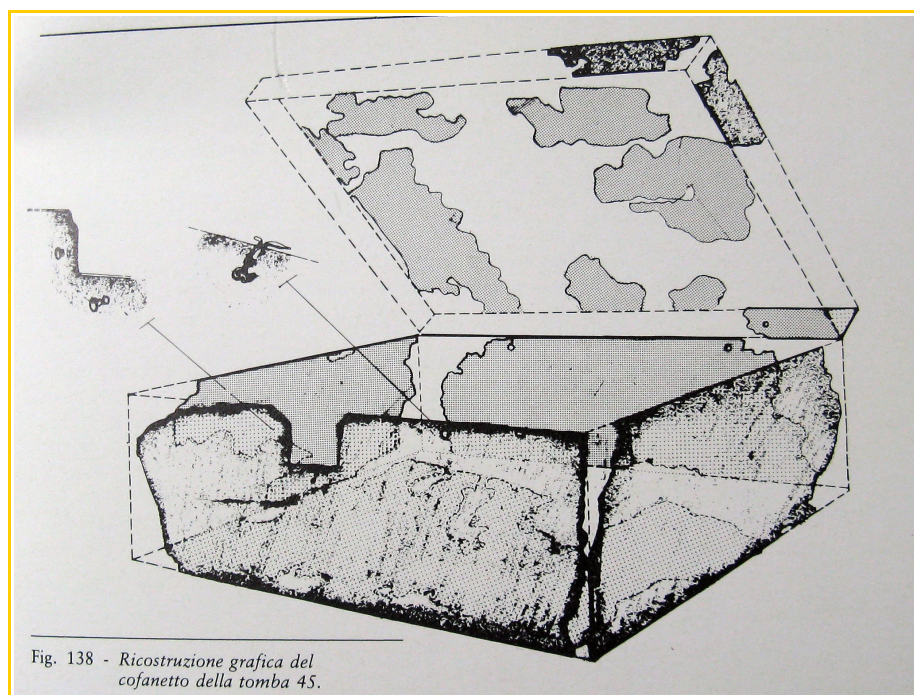 Fig. 138 - Ricostruzione grafica del
cofanetto della tomba 45.